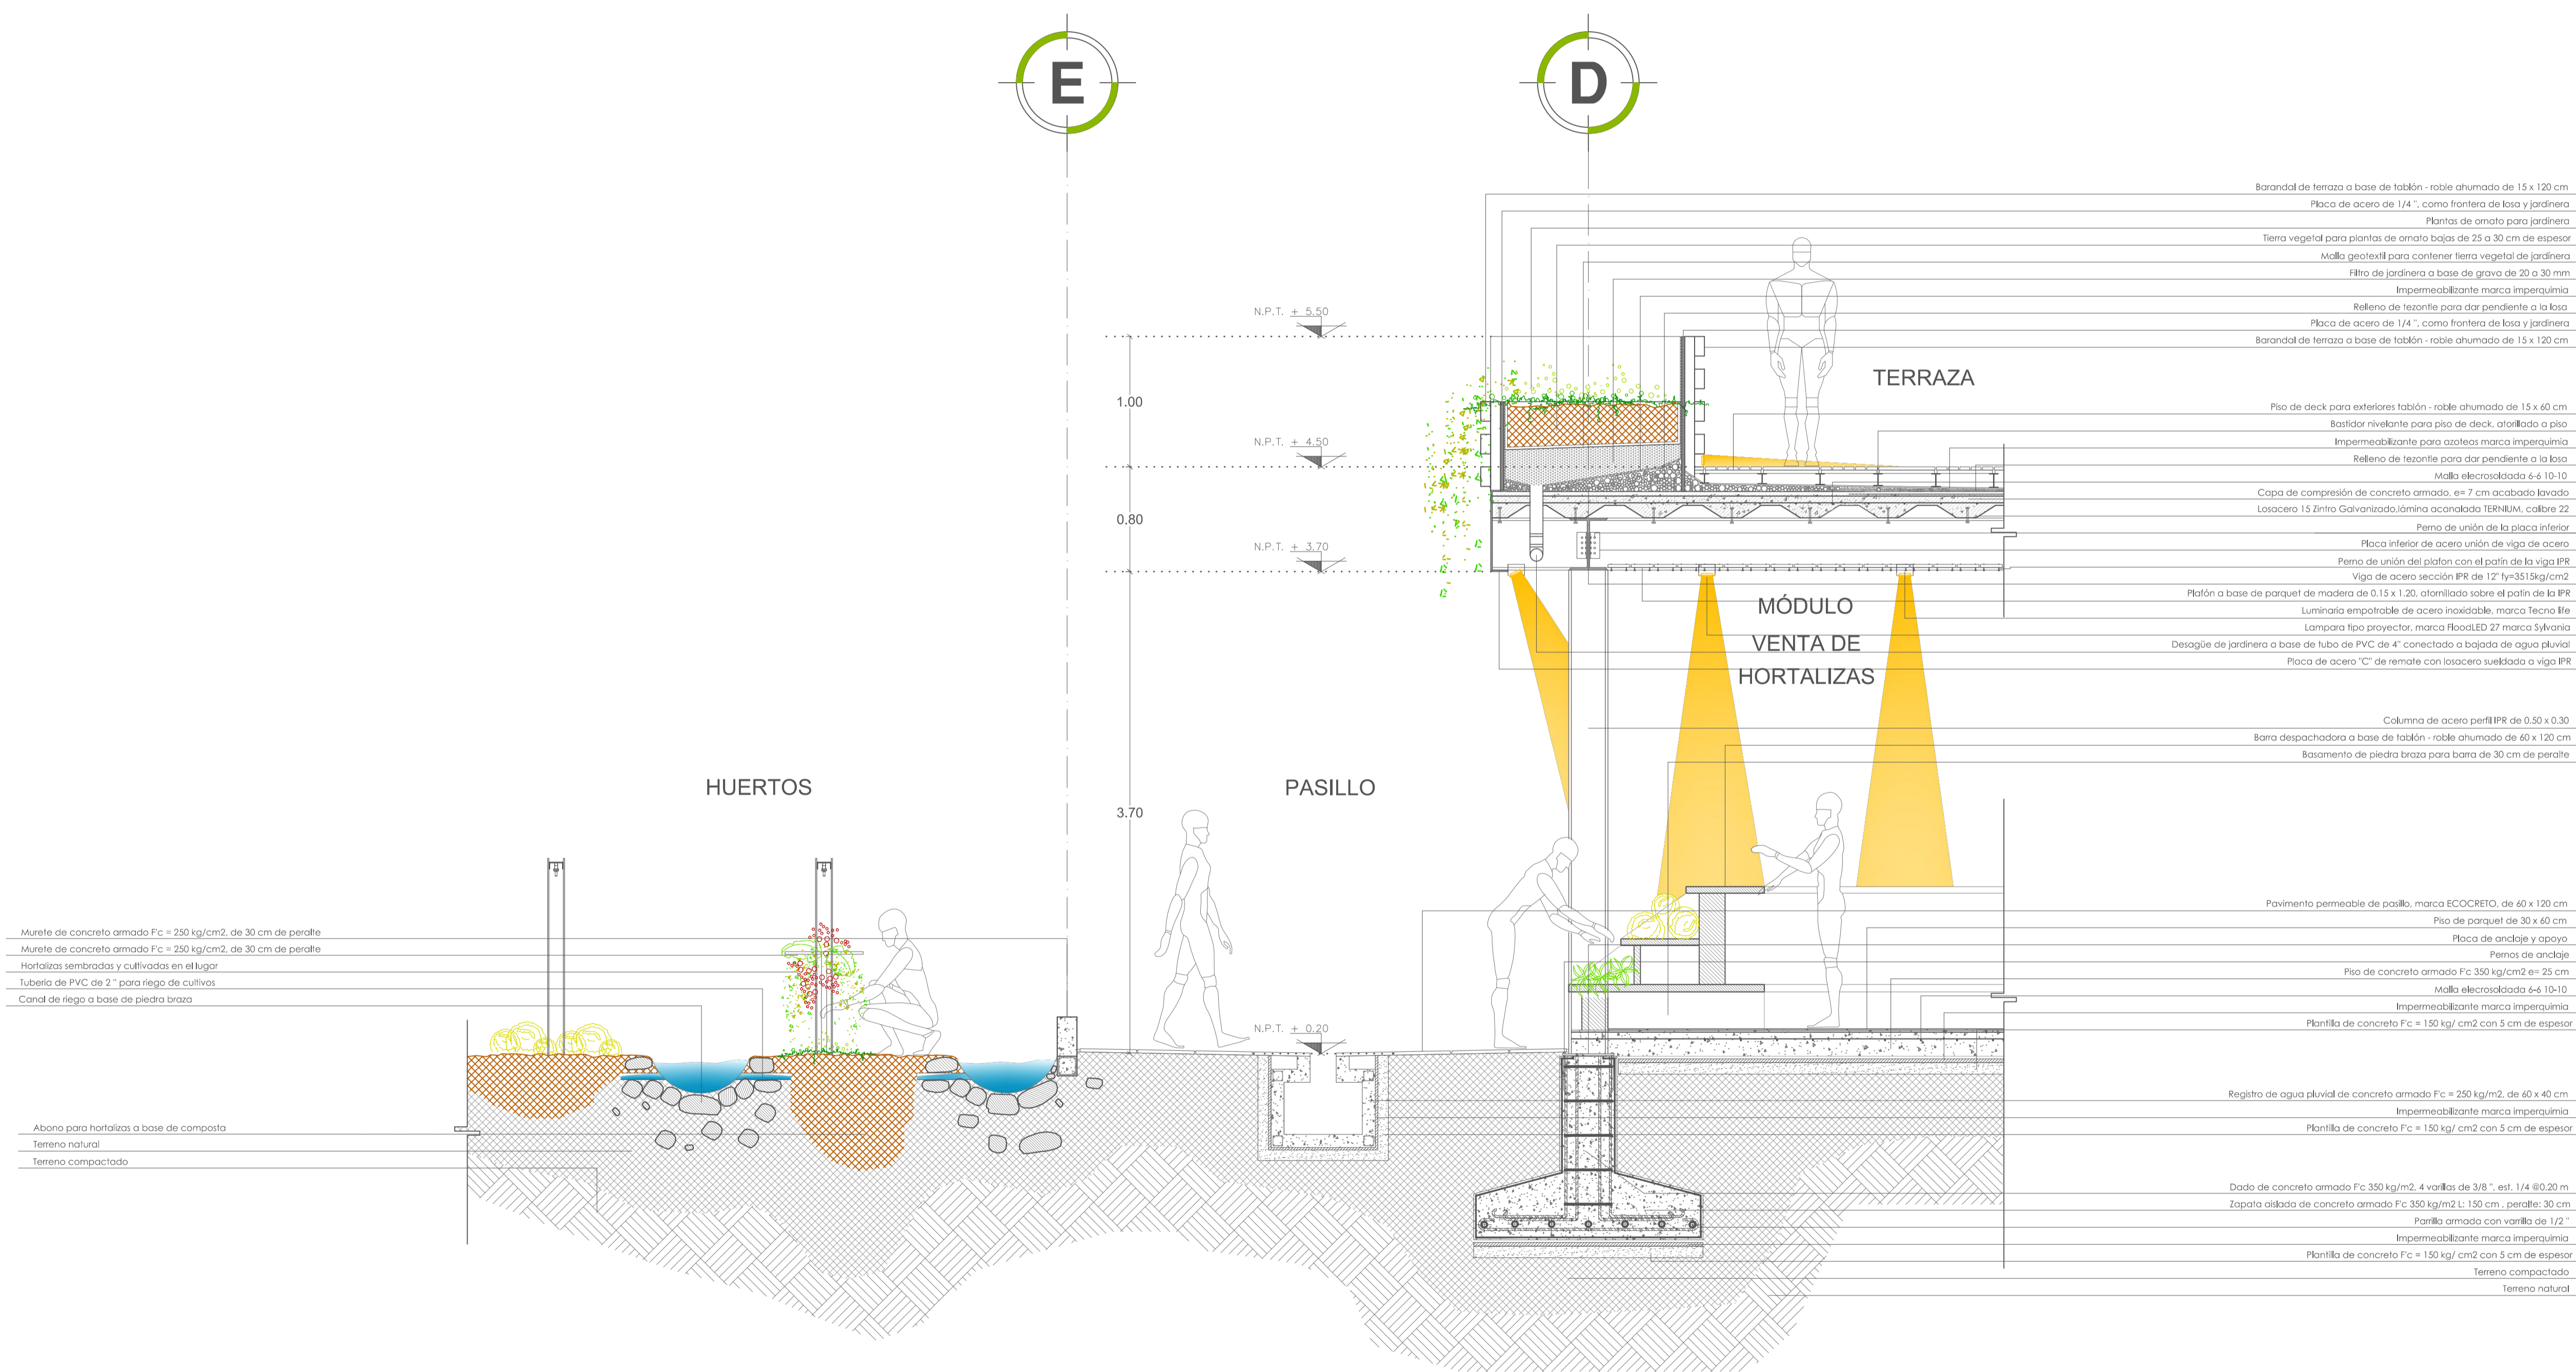 E
D
Barandal de terraza a base de tablón - roble ahumado de 15 x 120 cm
Placa de acero de 1/4 ", como frontera de losa y jardinera
Plantas de ornato para jardinera
Tierra vegetal para plantas de ornato bajas de 25 a 30 cm de espesor
Malla geotextil para contener tierra vegetal de jardinera
Filtro de jardinera a base de grava de 20 a 30 mm
Impermeabilizante marca imperquimia
Relleno de tezontle para dar pendiente a la losa
Placa de acero de 1/4 ", como frontera de losa y jardinera
Barandal de terraza a base de tablón - roble ahumado de 15 x 120 cm
N.P.T. + 5.50
TERRAZA
1.00
Piso de deck para exteriores tablón - roble ahumado de 15 x 60 cm
Bastidor nivelante para piso de deck, atorillado a piso
Impermeabilizante para azoteas marca imperquimia
Relleno de tezontle para dar pendiente a la losa
Malla elecrosoldada 6-6 10-10
Capa de compresión de concreto armado, e= 7 cm acabado lavado
Losacero 15 Zintro Galvanizado,lámina acanalada TERNIUM, calibre 22
Perno de unión de la placa inferior
Placa inferior de acero unión de viga de acero
Perno de unión del plafon con el patín de la viga IPR
Viga de acero sección IPR de 12" fy=3515kg/cm2
Plafón a base de parquet de madera de 0.15 x 1.20, atornillado sobre el patín de la IPR
Luminaria empotrable de acero inoxidable, marca Tecno life
Lampara tipo proyector, marca FloodLED 27 marca Sylvania
Desagüe de jardinera a base de tubo de PVC de 4" conectado a bajada de agua pluvial
Placa de acero "C" de remate con losacero sueldada a viga IPR
N.P.T. + 4.50
0.80
N.P.T. + 3.70
MÓDULO
VENTA DE
HORTALIZAS
Columna de acero perfil IPR de 0.50 x 0.30
Barra despachadora a base de tablón - roble ahumado de 60 x 120 cm
Basamento de piedra braza para barra de 30 cm de peralte
HUERTOS
PASILLO
3.70
Murete de concreto armado F'c = 250 kg/cm2, de 30 cm de peralte
Murete de concreto armado F'c = 250 kg/cm2, de 30 cm de peralte
Hortalizas sembradas y cultivadas en el lugar
Tuberia de PVC de 2 " para riego de cultivos
Canal de riego a base de piedra braza
N.P.T. + 0.20
Pavimento permeable de pasillo, marca ECOCRETO, de 60 x 120 cm
Piso de parquet de 30 x 60 cm
Placa de anclaje y apoyo
Pernos de anclaje
Piso de concreto armado F'c 350 kg/cm2 e= 25 cm
Malla elecrosoldada 6-6 10-10
Impermeabilizante marca imperquimia
Plantilla de concreto F'c = 150 kg/ cm2 con 5 cm de espesor
Registro de agua pluvial de concreto armado F'c = 250 kg/m2, de 60 x 40 cm
Impermeabilizante marca imperquimia
Plantilla de concreto F'c = 150 kg/ cm2 con 5 cm de espesor
Abono para hortalizas a base de composta
Terreno natural
Terreno compactado
Dado de concreto armado F'c 350 kg/m2, 4 varillas de 3/8 ", est. 1/4 @0.20 m
Zapata aislada de concreto armado F'c 350 kg/m2 L: 150 cm , peralte: 30 cm
Parrilla armada con varrilla de 1/2 "
Impermeabilizante marca imperquimia
Plantilla de concreto F'c = 150 kg/ cm2 con 5 cm de espesor
Terreno compactado
Terreno natural